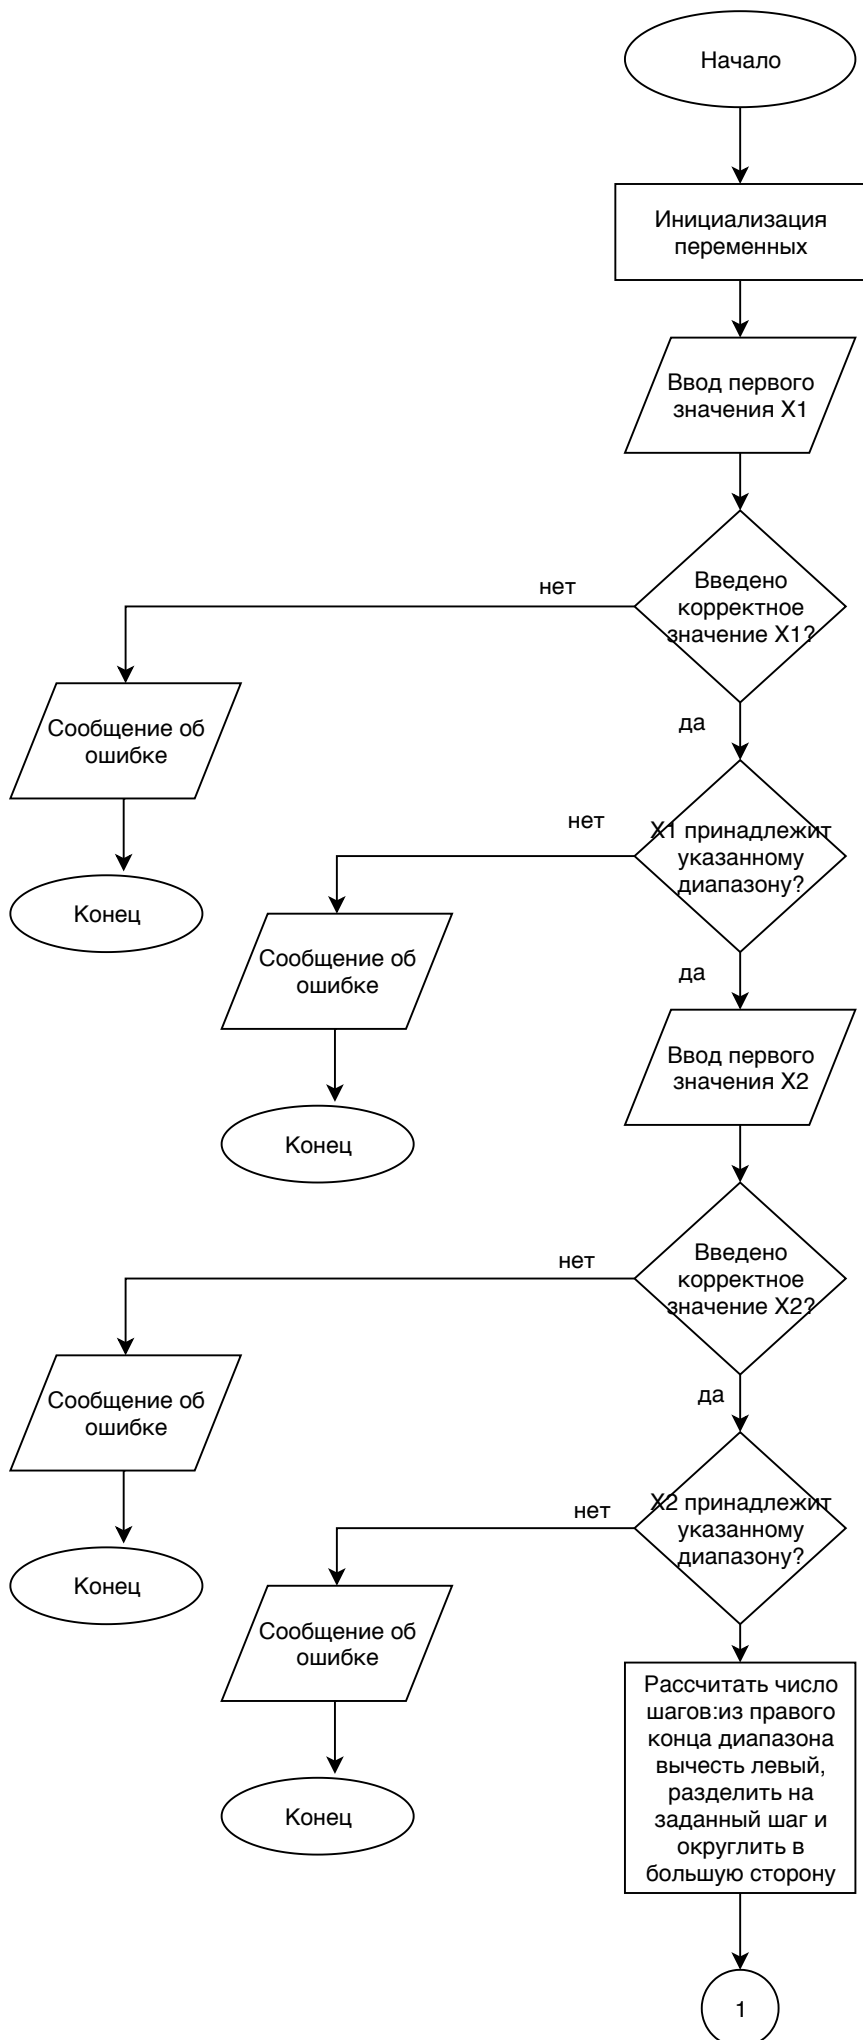 Начало
Инициализация
переменных
Ввод первого
значения X1
Введено
корректное
значение X1?
нет
да
Сообщение об
ошибке
Конец
X1 принадлежит
указанному
диапазону?
нет
да
Сообщение об
ошибке
Конец
Ввод первого
значения X2
Введено
корректное
значение X2?
нет
да
Сообщение об
ошибке
Конец
X2 принадлежит
указанному
диапазону?
нет
Сообщение об
ошибке
Конец
Рассчитать число
шагов:из правого
конца диапазона
вычесть левый,
разделить на
заданный шаг и
округлить в
большую сторону
1